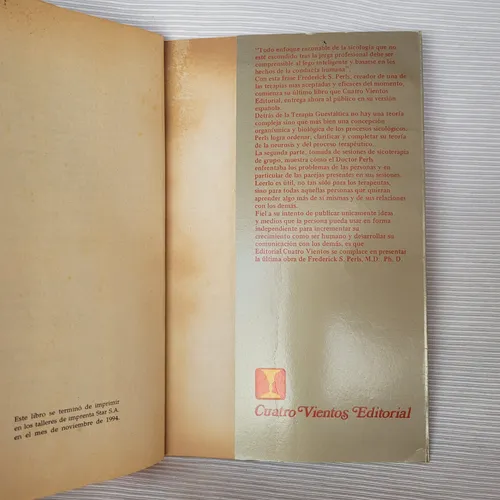 Este libro se terminó de imprimir
en los talleres de imprenta Star S.A.
en el mes de noviembre de 1994.
"Todo enfoque razonable de la sicología que no
esté escondido tras la jerga profesional debe ser
comprensible al lego inteligente y basarse en los
hechos de la conducta humana".
Con esta frase Frederick S. Perls, creador de una de
las terapias más aceptadas y eficaces del momento,
comienza su último libro que Cuatro Vientos
Editorial, entrega ahora al público en su versión
española.
Detrás de la Terapia Guestáltica no hay una teoría
compleja sino que más bien una concepción
organísmica y biológica de los procesos sicológicos.
Perls logra ordenar, clarificar y completar su teoría
de la neurosis y del proceso terapéutico.
La segunda parte, tomada de sesiones de sicoterapia
de grupo, muestra cómo el Doctor Perls
enfrentaba los problemas de las personas y en
particular de las parejas presentes en sus sesiones.
Leerlo es útil, no tan sólo para los terapeutas,
sino para todas aquellas personas que quieran
aprender algo más de sí mismas y de sus relaciones
con los demás.
Fiel a su intento de publicar únicamente ideas
y medios que la persona pueda usar en forma
independiente para incrementar su
crecimiento como ser humano y desarrollar su
comunicación con los demás, es que
Editorial Cuatro Vientos se complace en presentar
la última obra de Frederick S. Perls, M.D. Ph. D.
Cuatro Vientos Editorial